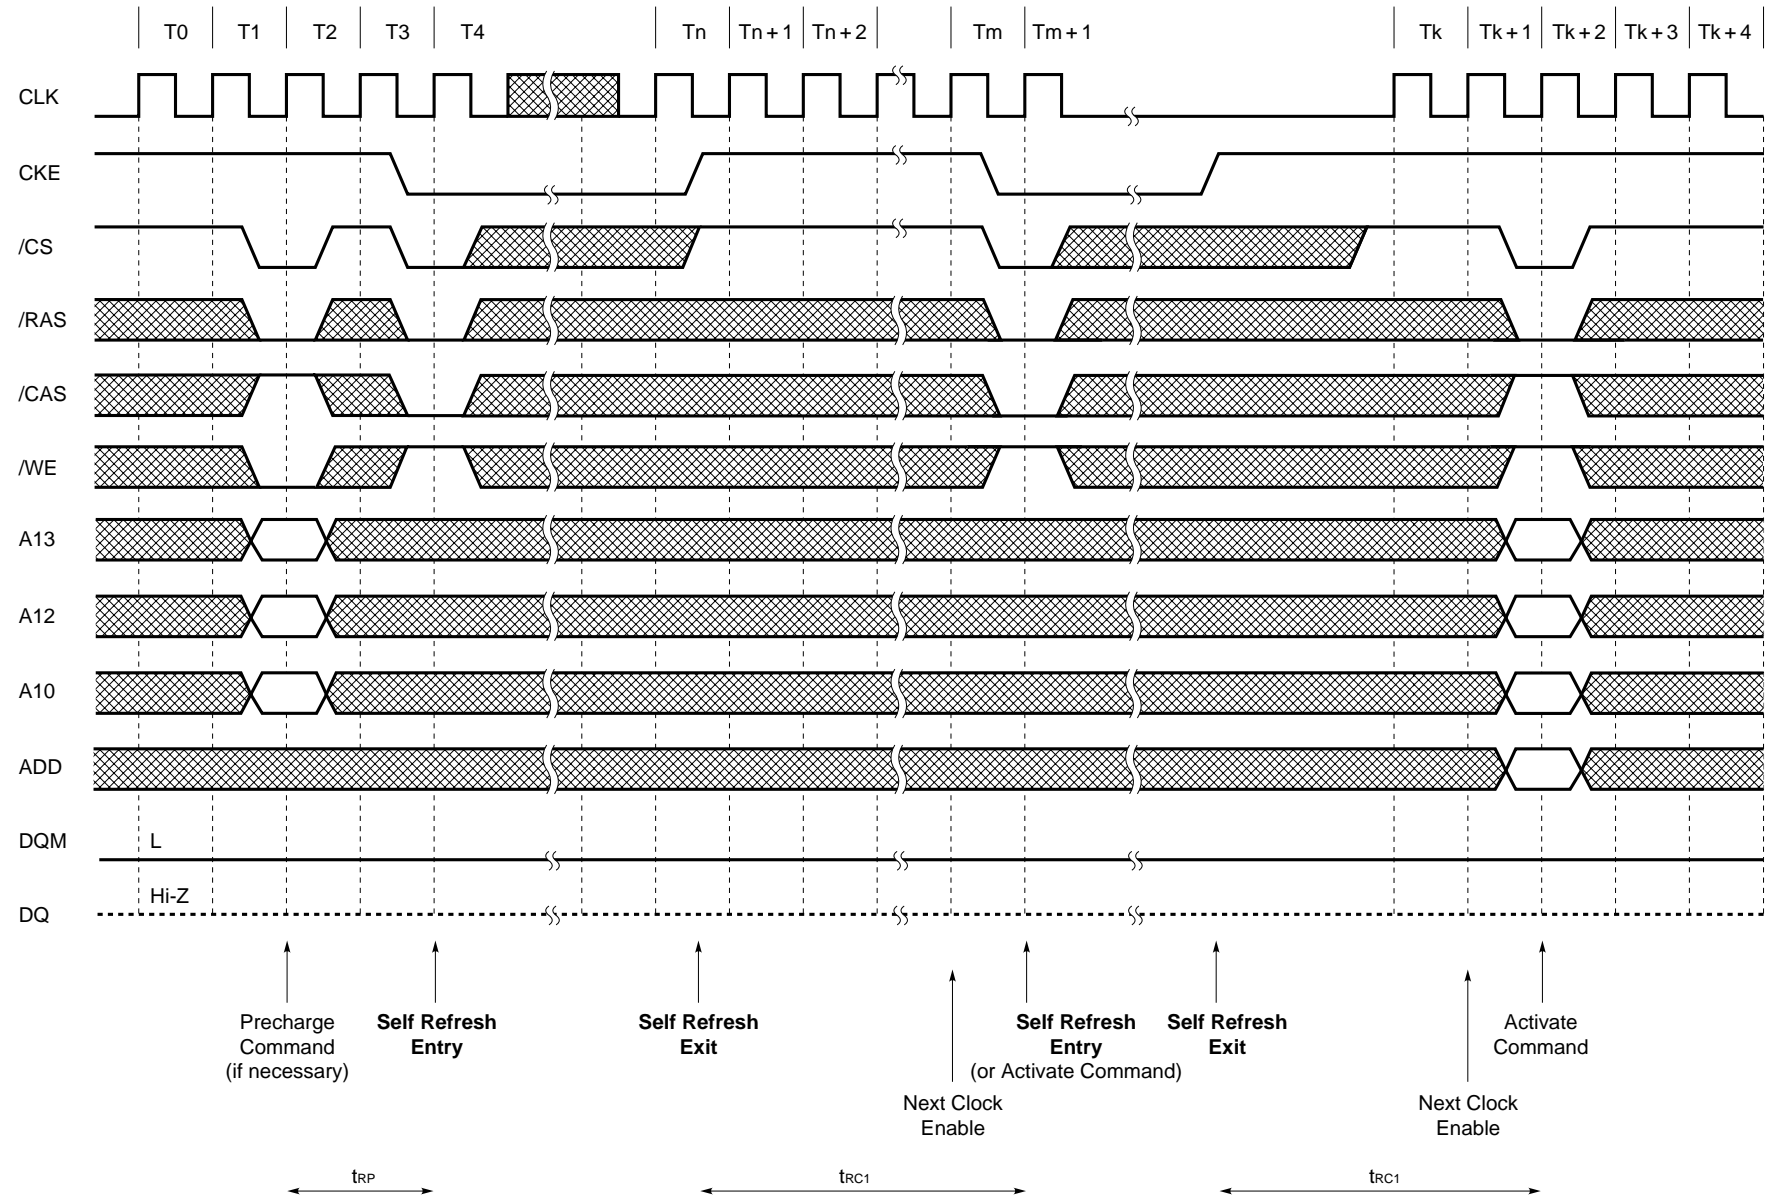 T0 T1 T2 T3 T4 Tn Tn + 1 Tn + 2 Tm Tm + 1 Tk Tk + 1 Tk + 2 Tk + 3 Tk + 4
CLK
CKE
/CS
/RAS
/CAS
/WE
A13
A12
A10
ADD
DQM L
Hi-Z
DQ
Precharge
Command
(if necessary)
Self Refresh
Entry
Self Refresh
Exit
Next Clock
Enable
Self Refresh
Entry
(or Activate Command)
Self Refresh
Exit
Next Clock
Enable
Activate
Command
tRP tRC1 tRC1